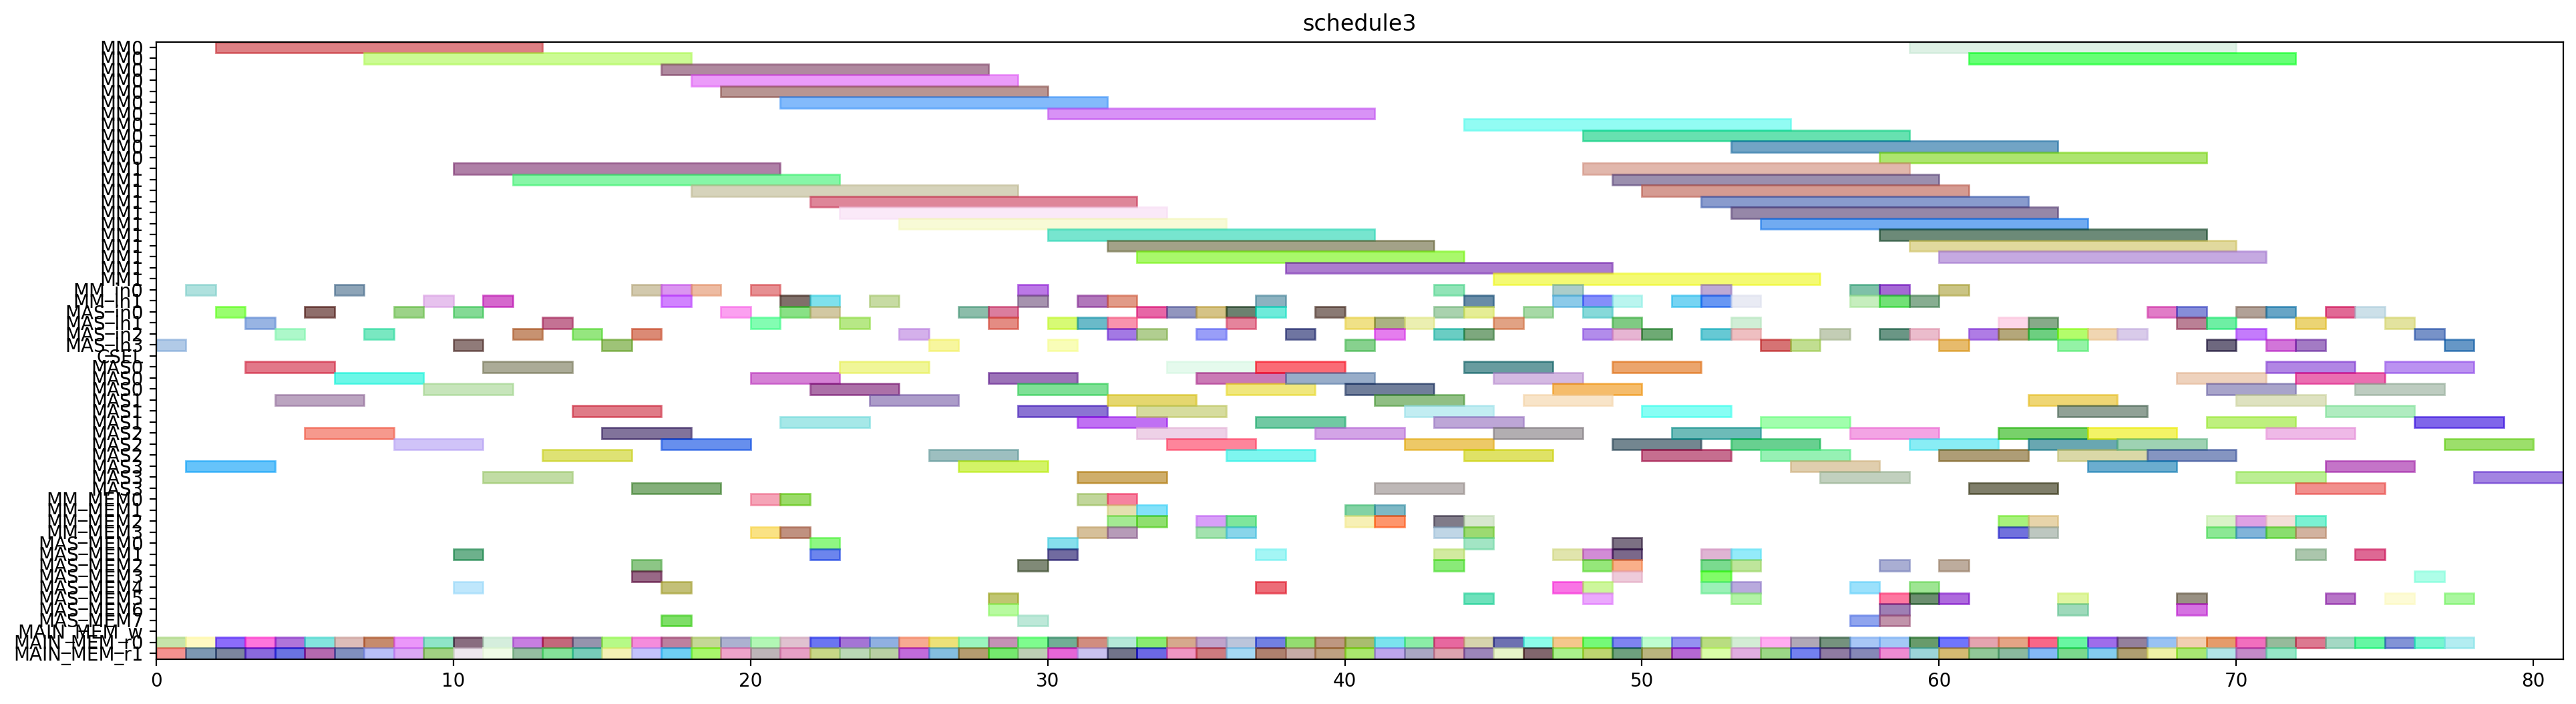 schedule3
MM0
MM0
MM0
MM0
MM0
MM0
MM0
MM0
MM0
MM0
MM0
MM1
MM1
MM1
MM1
MM1
MM1
MM1
MM1
MM1
MM1
MM1
MM_in0
MM_in1
MAS_in0
MAS_in1
MAS_in2
MAS_in3
CSEL
MAS0
MAS0
MAS0
MAS1
MAS1
MAS1
MAS2
MAS2
MAS2
MAS3
MAS3
MAS3
MM_MEM0
MM_MEM1
MM_MEM2
MM_MEM3
MAS_MEM0
MAS_MEM1
MAS_MEM2
MAS_MEM3
MAS_MEM4
MAS_MEM5
MAS_MEM6
MAS_MEM7
MAIN_MEM_w
MAIN_MEM_r0
MAIN_MEM_r1
0 10 20 30 40 50 60 70 80